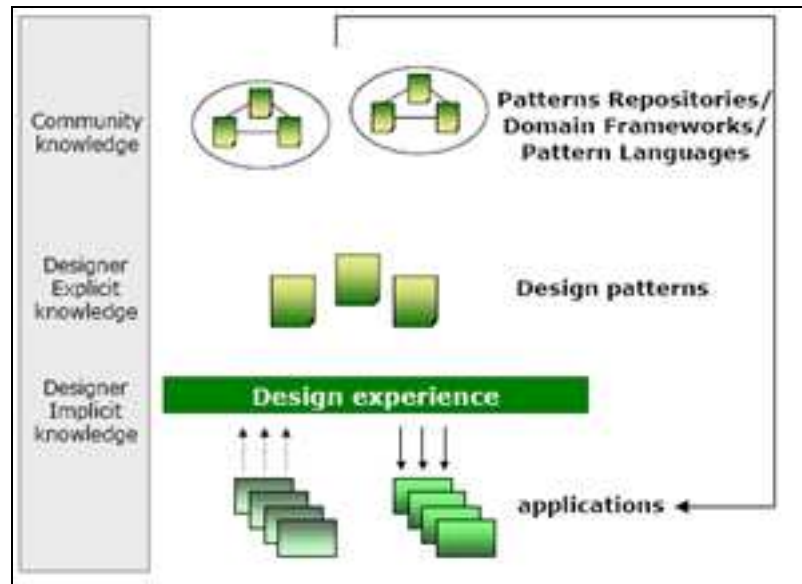 Community
knowledge
Patterns Repositories/
Domain Frameworks/
Pattern Languages
Designer
Explicit
knowledge
Design patterns
Designer
Implicit
knowledge
Design experience
applications